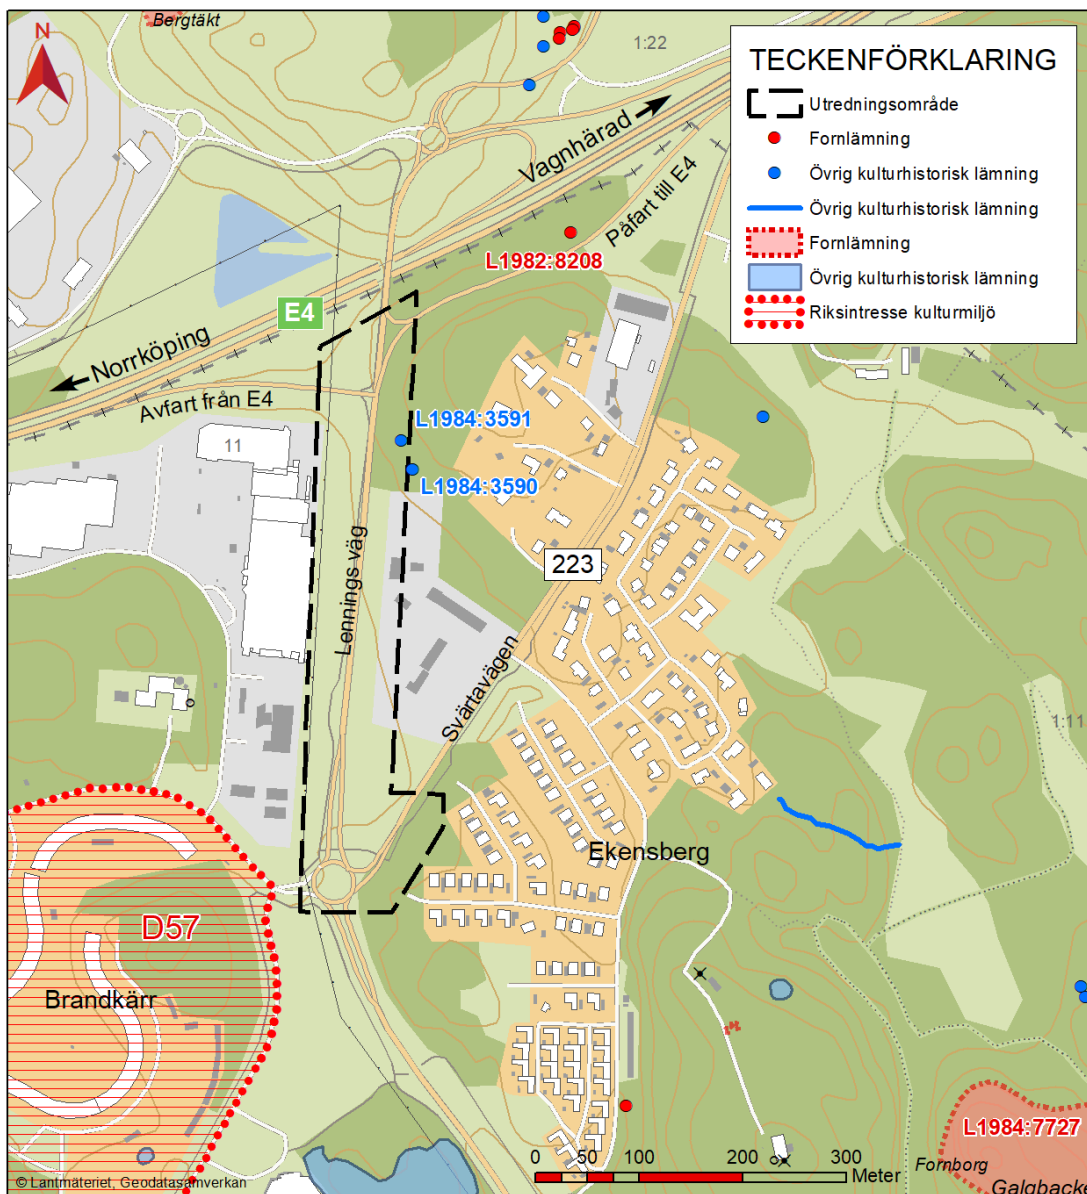 Bergtäkt
N
1:22
TECKENFÖRKLARING
Utredningsområde
Fornlämning
Övrig kulturhistorisk lämning
Övrig kulturhistorisk lämning
Fornlämning
Övrig kulturhistorisk lämning
Riksintresse kulturmiljö
Vagnhärad
Påfart till E4
L1982:8208
E4
Norrköping
Avfart från E4
L1984:3591
11
L1984:3590
Lennings väg
223
Svärtavägen
1:11
Ekensberg
D57
Brandkärr
L1984:7727
0 50 100 200 300
Meter
Fornborg
Galgbacke
© Lantmäteriet, Geodatasamverkan